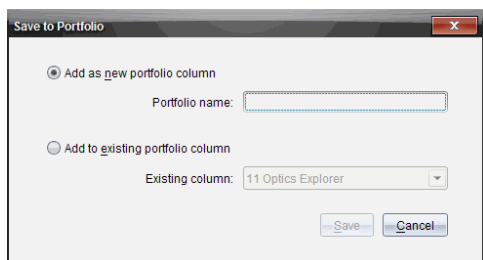 Save to Portfolio
Add as new portfolio column
Portfolio name:
Add to existing portfolio column
Existing column: 11 Optics Explorer
Save Cancel